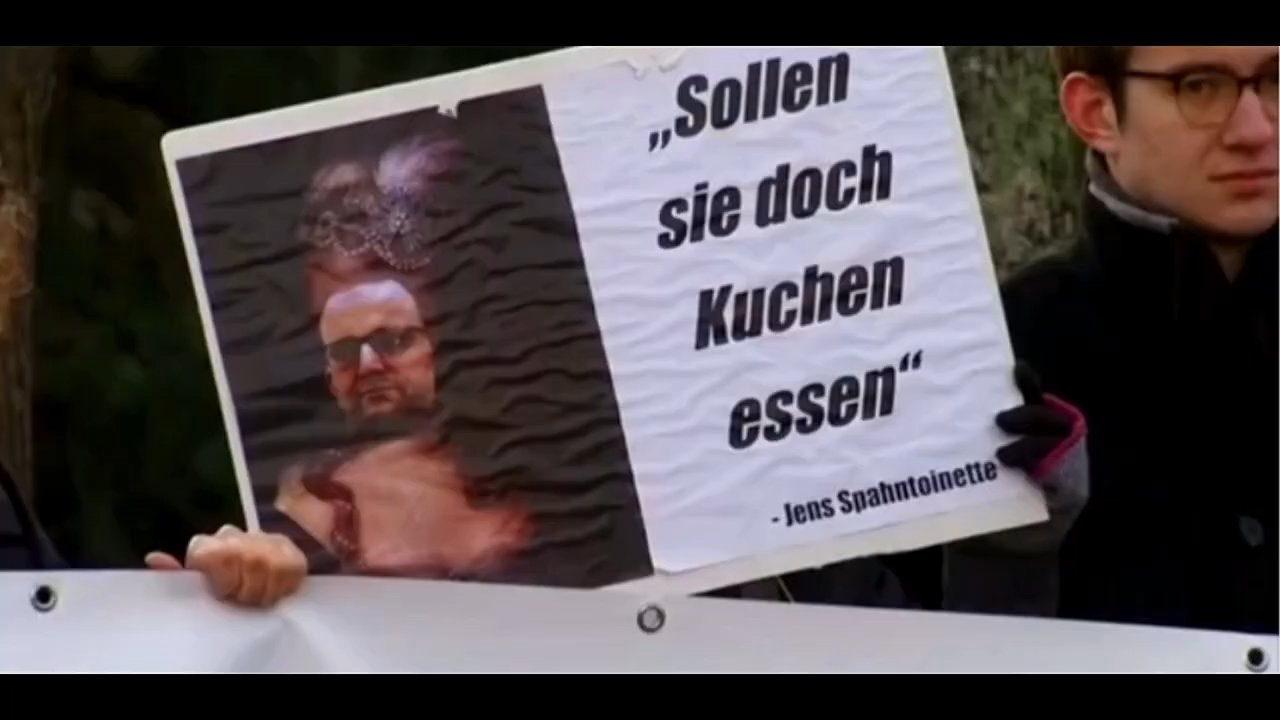 „Sollen
sie doch
Kuchen
essen“
- Jens Spahntoinette